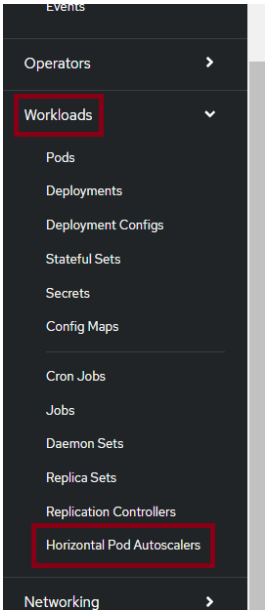 Events
Operators
Workloads
Pods
Deployments
Deployment Configs
Stateful Sets
Secrets
Config Maps
Cron Jobs
Jobs
Daemon Sets
Replica Sets
Replication Controllers
Horizontal Pod Autoscalers
Networking